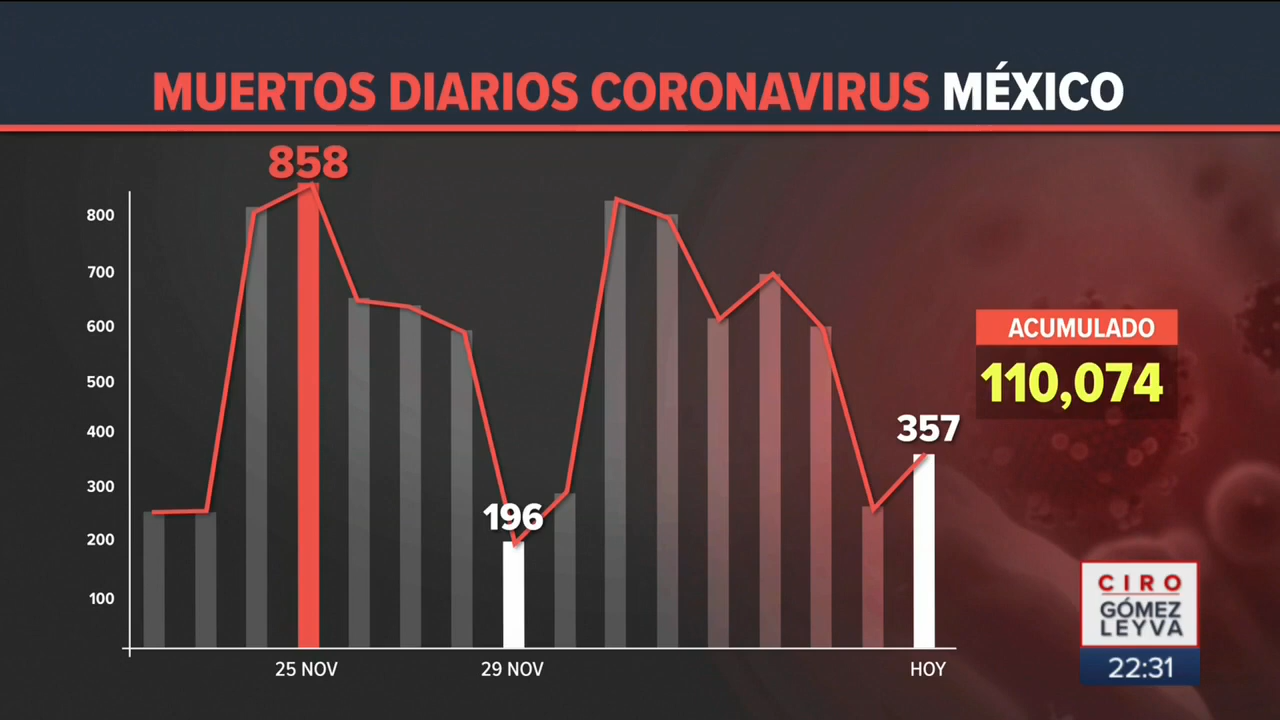 MUERTOS DIARIOS CORONAVIRUS MÉXICO
858
800
700
600
500
400
300
200
100
196
357
25 NOV
29 NOV
HOY
ACUMULADO
110,074
CIRO
GÓMEZ
LEYVA
22:31